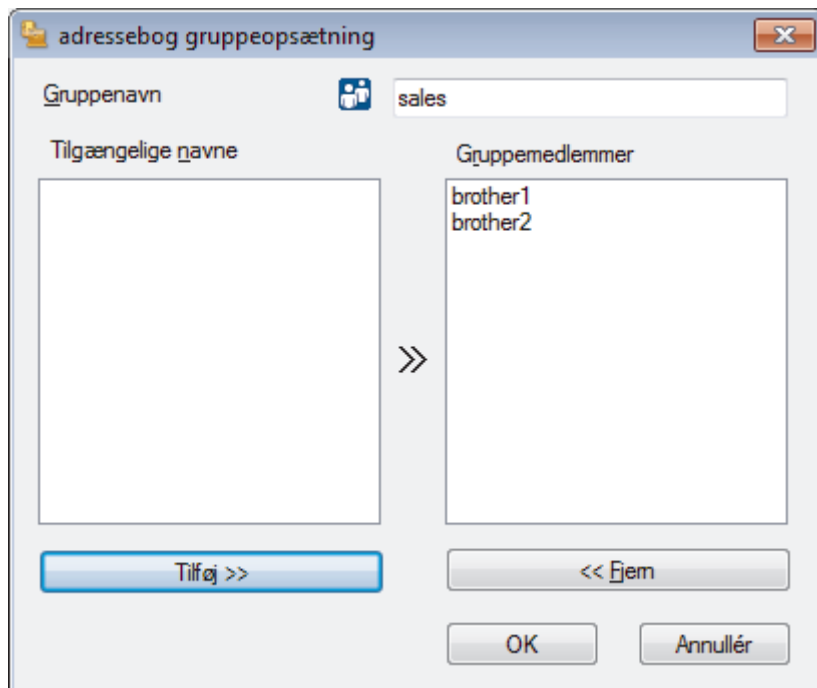 adressebog gruppeopsætning
Gruppenavn
sales
Tilgængelige navne
Gruppemedlemmer
brother1
brother2
Tilføj >>
<< Fjern
OK
Annullér